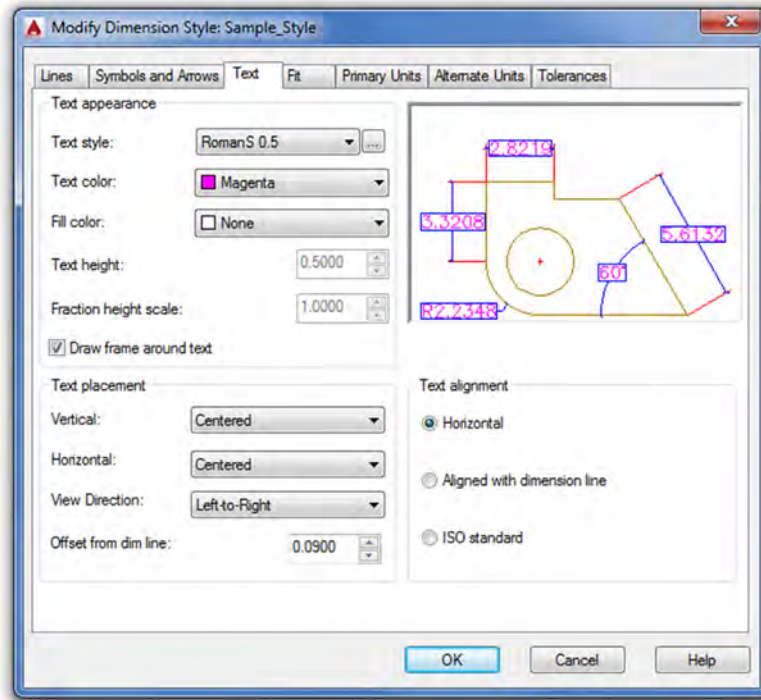 Modify Dimension Style: Sample_Style
Lines Symbols and Arrows Text Fit Primary Units Alternate Units Tolerances
Text appearance
Text style: RomanS 0.5 ...
Text color: Magenta
Fill color: None
Text height: 0.5000
Fraction height scale: 1.0000
Draw frame around text
2.8219
3.3208
5.6132
60°
R2.2348
Text placement
Vertical: Centered
Horizontal: Centered
View Direction: Left-to-Right
Offset from dim line: 0.0900
Text alignment
Horizontal
Aligned with dimension line
ISO standard
OK Cancel Help